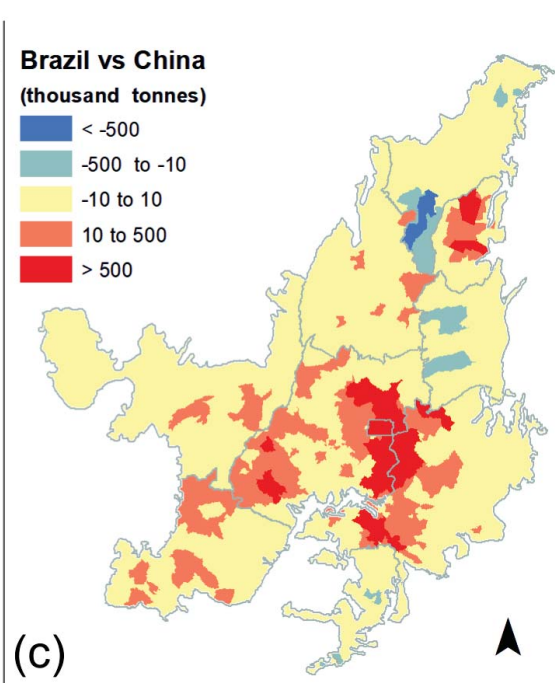 Brazil vs China
(thousand tonnes)
< -500
-500 to -10
-10 to 10
10 to 500
> 500
(c)